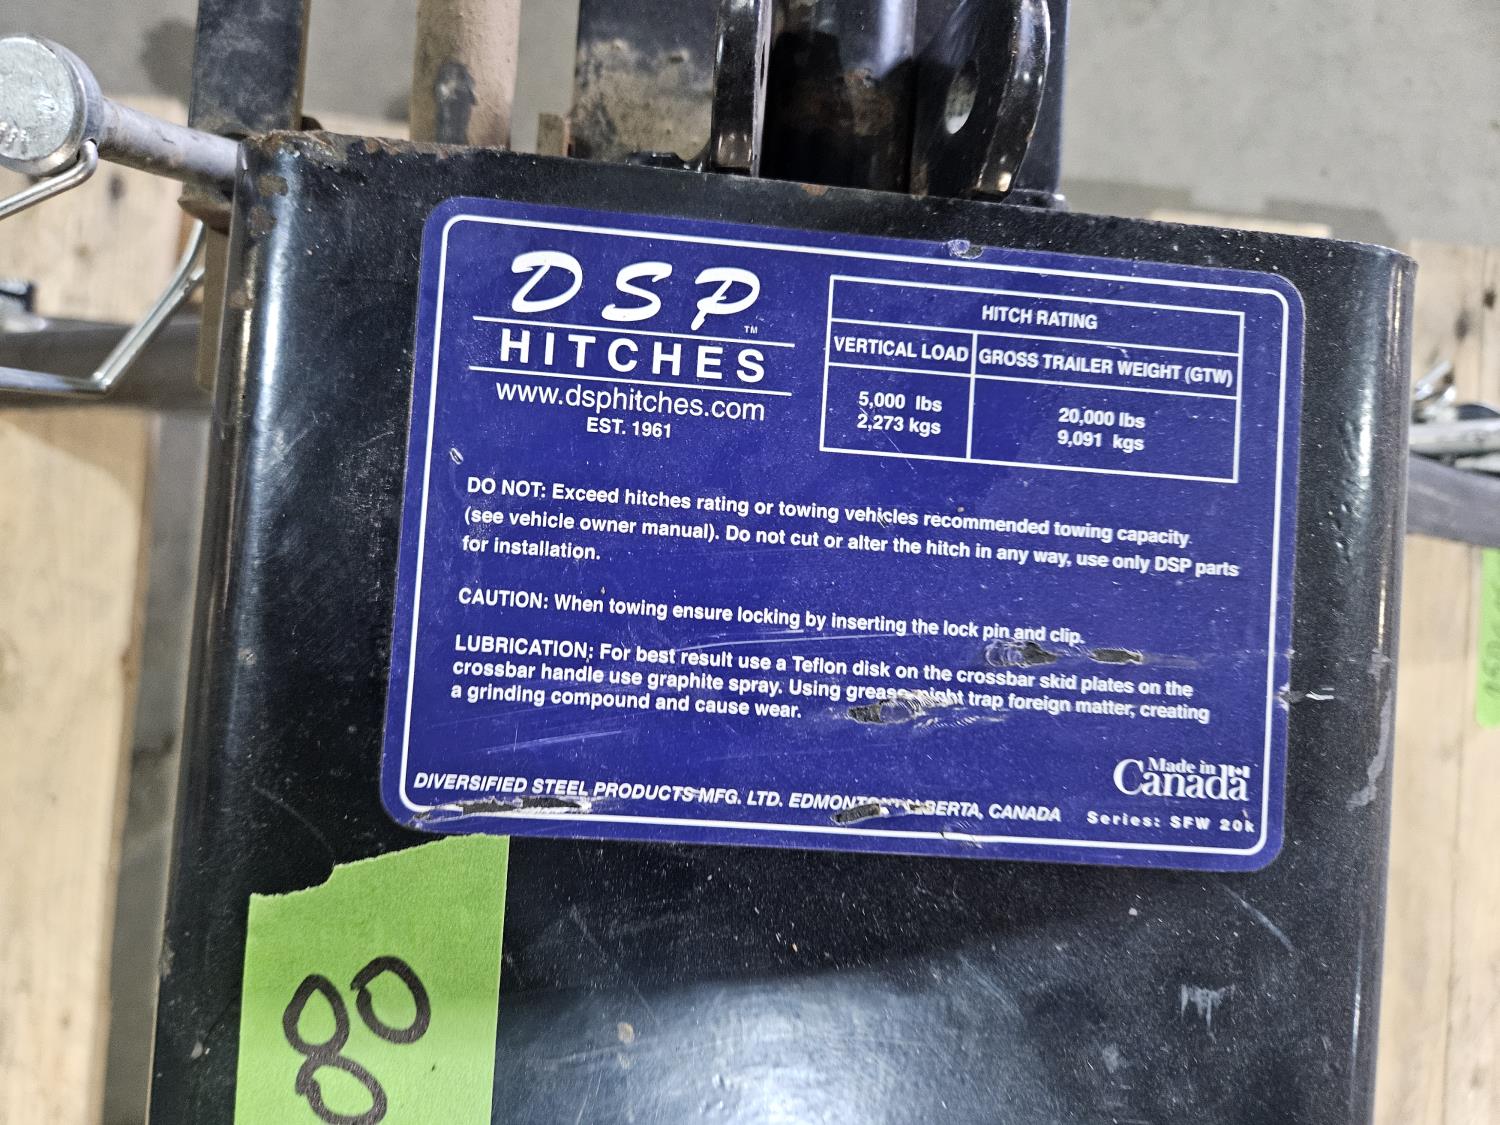 DSP
TM
HITCHES
www.dsphitches.com
EST. 1961
HITCH RATING
VERTICAL LOAD GROSS TRAILER WEIGHT (GTW)
5,000 lbs 20,000 lbs
2,273 kgs 9,091 kgs
DO NOT: Exceed hitches rating or towing vehicles recommended towing capacity.
(see vehicle owner manual). Do not cut or alter the hitch in any way, use only DSP parts
for installation.
CAUTION: When towing ensure locking by inserting the lock pin and clip.
LUBRICATION: For best result use a Teflon disk on the crossbar skid plates on the
crossbar handle use graphite spray. Using grease might trap foreign matter, creating
a grinding compound and cause wear.
Made in
Canada
DIVERSIFIED STEEL PRODUCTS MFG. LTD. EDMONTON ALBERTA, CANADA
Series: SFW 20k
80